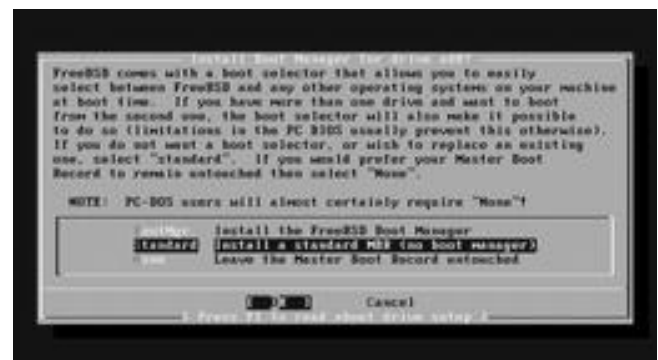 Install Boot Manager for drive ad0?
FreeBSD comes with a boot selector that allows you to easily
select between FreeBSD and any other operating systems on your machine
at boot time.  If you have more than one drive and want to boot
from the second one, the boot selector will also make it possible
to do so (limitations in the PC BIOS usually prevent this otherwise).
If you do not want a boot selector, or wish to replace an existing
one, select "standard".  If you would prefer your Master Boot
Record to remain untouched then select "None".
NOTE:  PC-DOS users will almost certainly require "None"!
BootMgr   Install the FreeBSD Boot Manager
Standard  Install a standard MBR (no boot manager)
None      Leave the Master Boot Record untouched
[  OK  ]     Cancel
[ Press F1 to read about drive setup ]